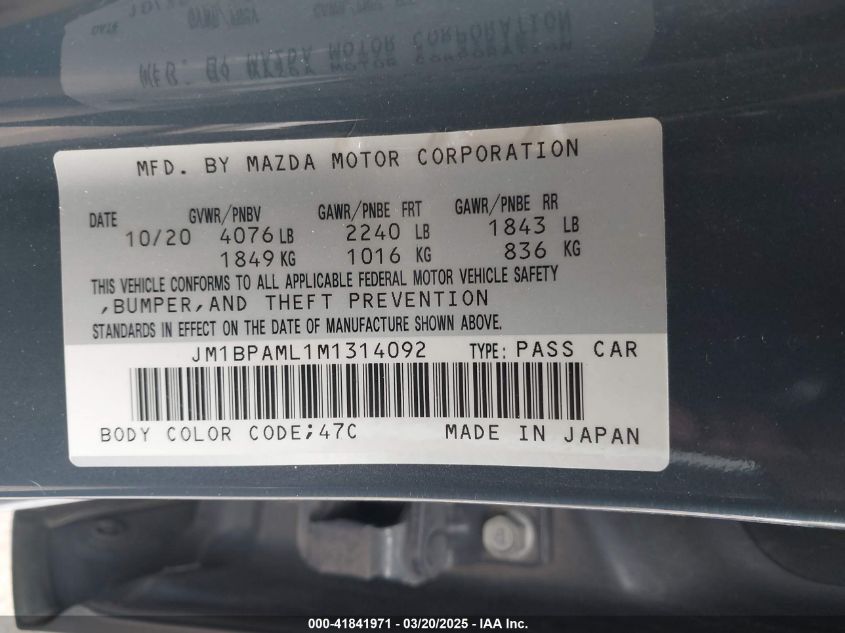 MFD. BY MAZDA MOTOR CORPORATION
DATE GVWR/PNBV GAWR/PNBE FRT GAWR/PNBE RR
10/20 4076 LB 2240 LB 1843 LB
1849 KG 1016 KG 836 KG
THIS VEHICLE CONFORMS TO ALL APPLICABLE FEDERAL MOTOR VEHICLE SAFETY
,BUMPER,AND THEFT PREVENTION
STANDARDS IN EFFECT ON THE DATE OF MANUFACTURE SHOWN ABOVE.
JM1BPAML1M1314092 TYPE: PASS CAR
BODY COLOR CODE;47C MADE IN JAPAN
000-41841971 - 03/20/2025 - IAA Inc.